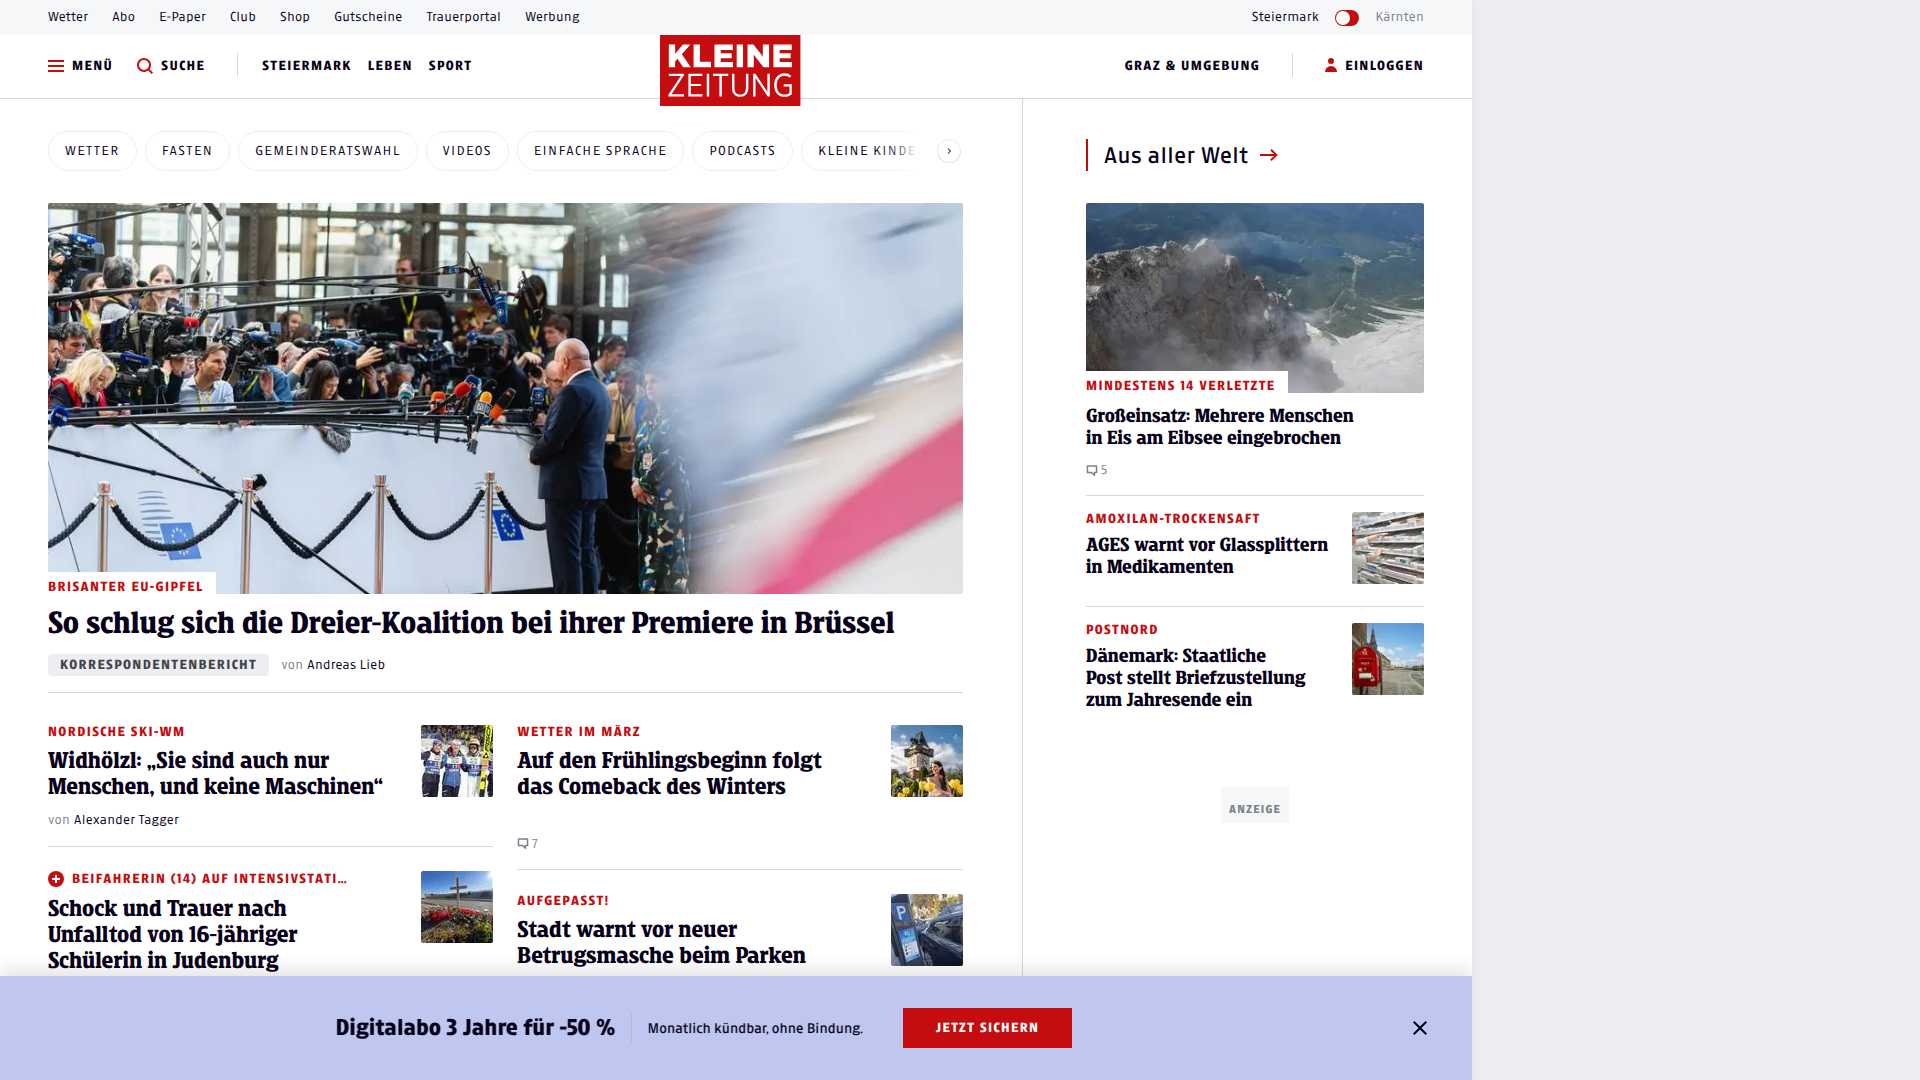 Wetter Abo E-Paper Club Shop Gutscheine Trauerportal Werbung Steiermark Kärnten
MENÜ SUCHE STEIERMARK LEBEN SPORT KLEINE ZEITUNG GRAZ & UMGEBUNG EINLOGGEN
WETTER FASTEN GEMEINDERATSWAHL VIDEOS EINFACHE SPRACHE PODCASTS KLEINE KINDE
BRISANTER EU-GIPFEL
So schlug sich die Dreier-Koalition bei ihrer Premiere in Brüssel
KORRESPONDENTENBERICHT von Andreas Lieb
NORDISCHE SKI-WM
Widhölzl: „Sie sind auch nur
Menschen, und keine Maschinen“
von Alexander Tagger
BEIFAHRERIN (14) AUF INTENSIVSTATI...
Schock und Trauer nach
Unfalltod von 16-jähriger
Schülerin in Judenburg
WETTER IM MÄRZ
Auf den Frühlingsbeginn folgt
das Comeback des Winters
7
AUFGEPASST!
Stadt warnt vor neuer
Betrugsmasche beim Parken
Aus aller Welt
MINDESTENS 14 VERLETZTE
Großeinsatz: Mehrere Menschen
in Eis am Eibsee eingebrochen
5
AMOXILAN-TROCKENSAFT
AGES warnt vor Glassplittern
in Medikamenten
POSTNORD
Dänemark: Staatliche
Post stellt Briefzustellung
zum Jahresende ein
ANZEIGE
Digitalabo 3 Jahre für -50 % Monatlich kündbar, ohne Bindung. JETZT SICHERN